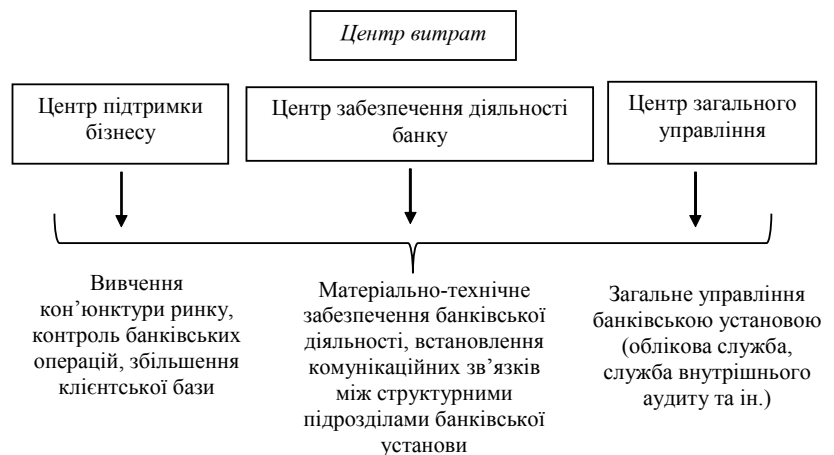 Центр витрат
Центр підтримки
бізнесу
Центр забезпечення діяльності
банку
Центр загального
управління
Вивчення
кон’юнктури ринку,
контроль банківських
операцій, збільшення
клієнтської бази
Матеріально-технічне
забезпечення банківської
діяльності, встановлення
комунікаційних зв’язків
між структурними
підрозділами банківської
установи
Загальне управління
банківською установою
(облікова служба,
служба внутрішнього
аудиту та ін.)